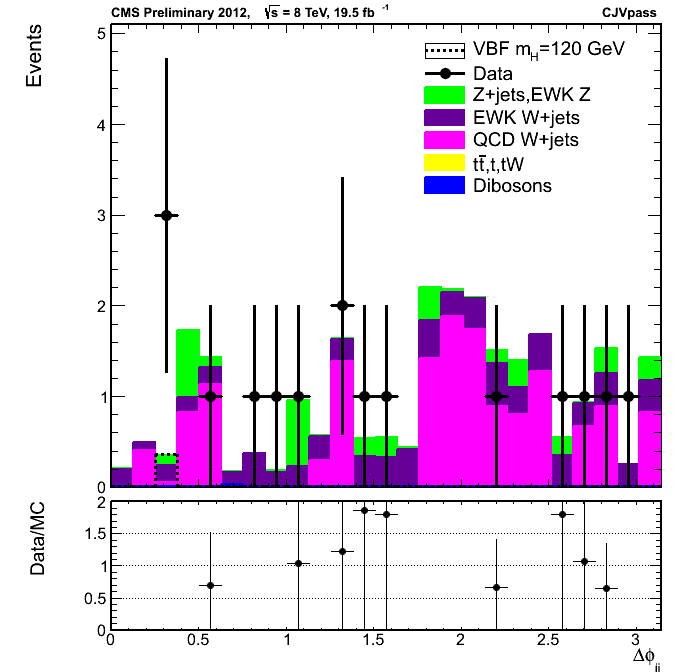 CMS Preliminary 2012, √s = 8 TeV, 19.5 fb⁻¹ CJVpass
Events
5
4
3
2
1
0
VBF m_H=120 GeV
Data
Z+jets,EWK Z
EWK W+jets
QCD W+jets
tt̄,t,tW
Dibosons
Data/MC
2
1.5
1
0.5
0
0 0.5 1 1.5 2 2.5 3
Δϕ_jj